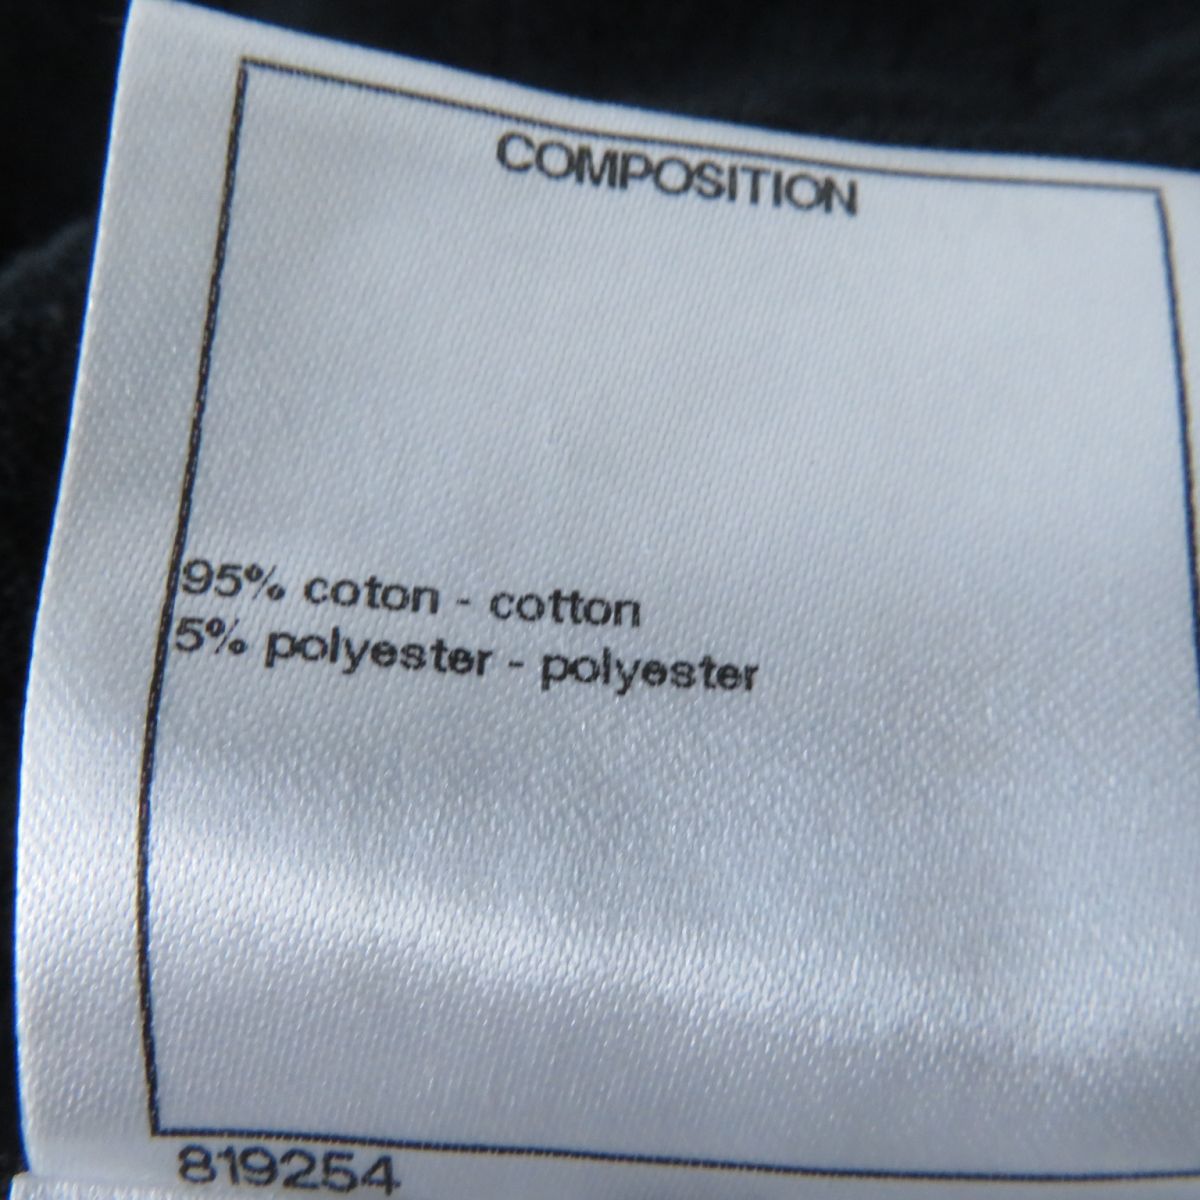 COMPOSITION
95% coton - cotton
5% polyester - polyester
819254